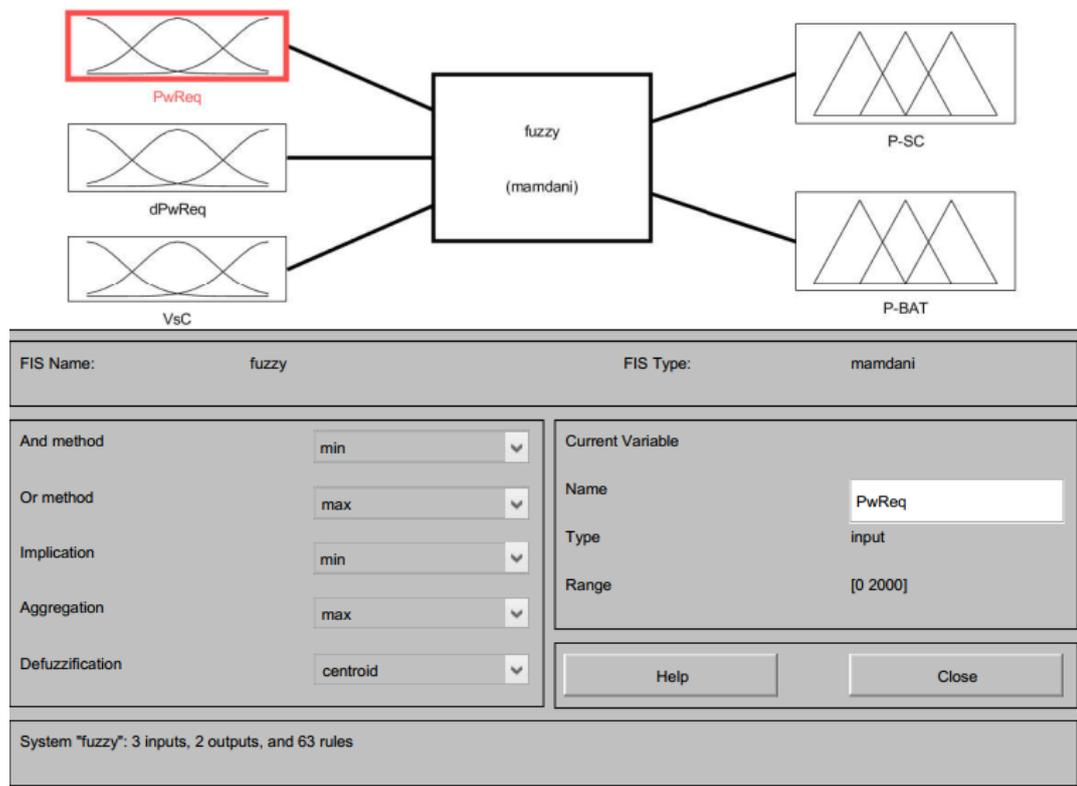 PwReq
dPwReq
VsC
fuzzy
(mamdani)
P-SC
P-BAT
FIS Name: fuzzy FIS Type: mamdani
And method min
Or method max
Implication min
Aggregation max
Defuzzification centroid
Current Variable
Name PwReq
Type input
Range [0 2000]
Help Close
System "fuzzy": 3 inputs, 2 outputs, and 63 rules